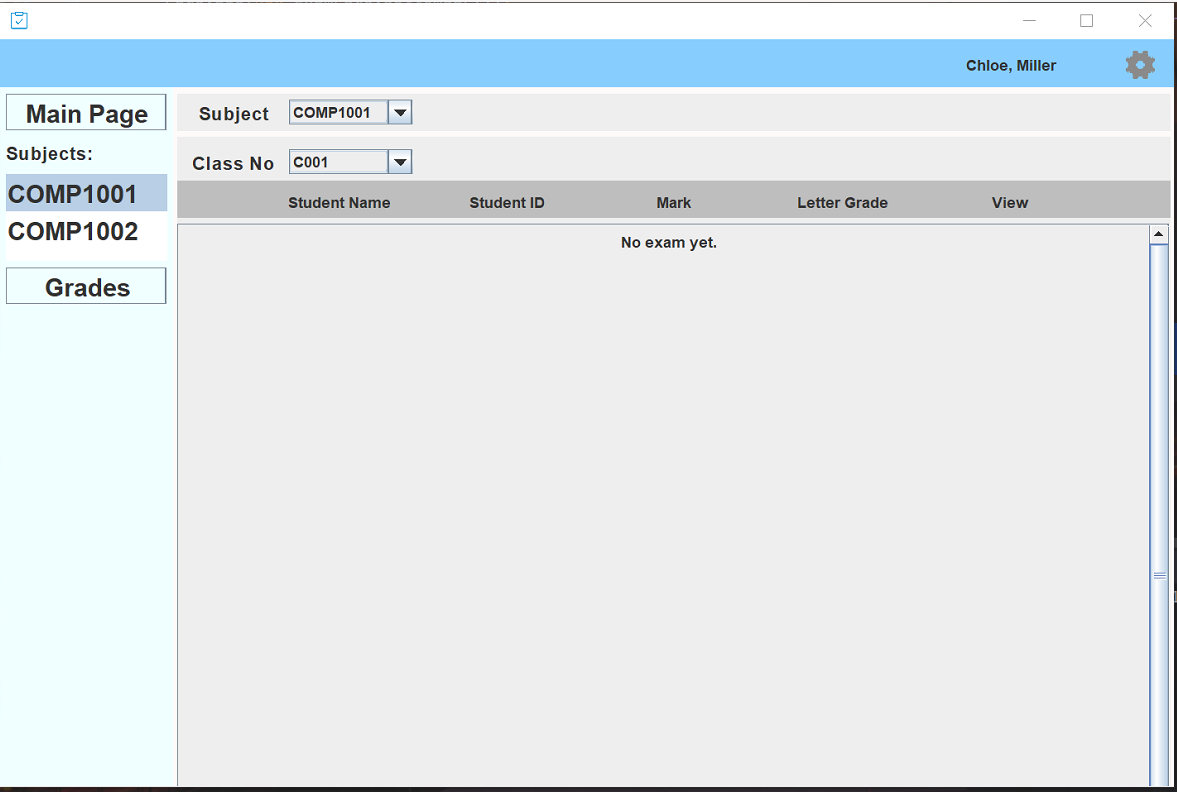 Chloe, Miller
Main Page
Subjects:
COMP1001
COMP1002
Grades
Subject COMP1001
Class No C001
Student Name Student ID Mark Letter Grade View
No exam yet.